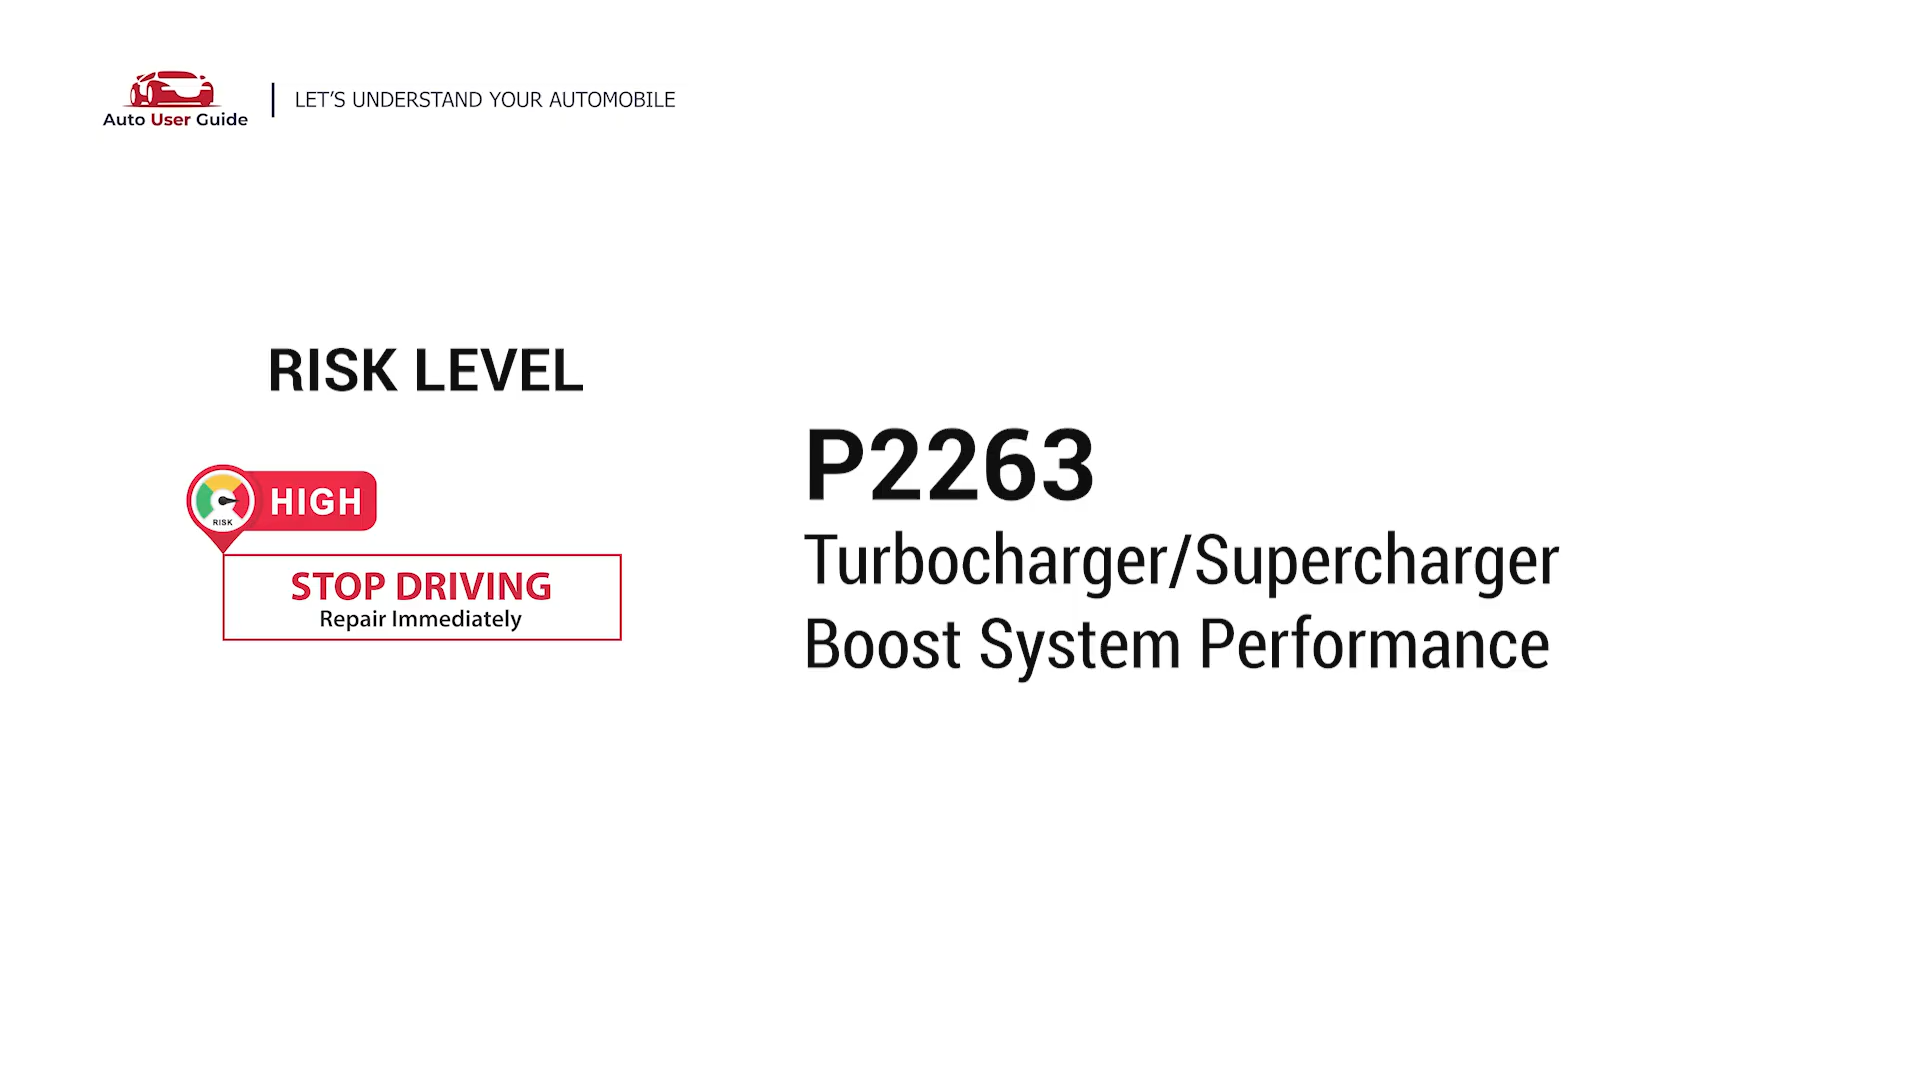 Auto User Guide
LET'S UNDERSTAND YOUR AUTOMOBILE
RISK LEVEL
RISK
HIGH
STOP DRIVING
Repair Immediately
P2263
Turbocharger/Supercharger
Boost System Performance